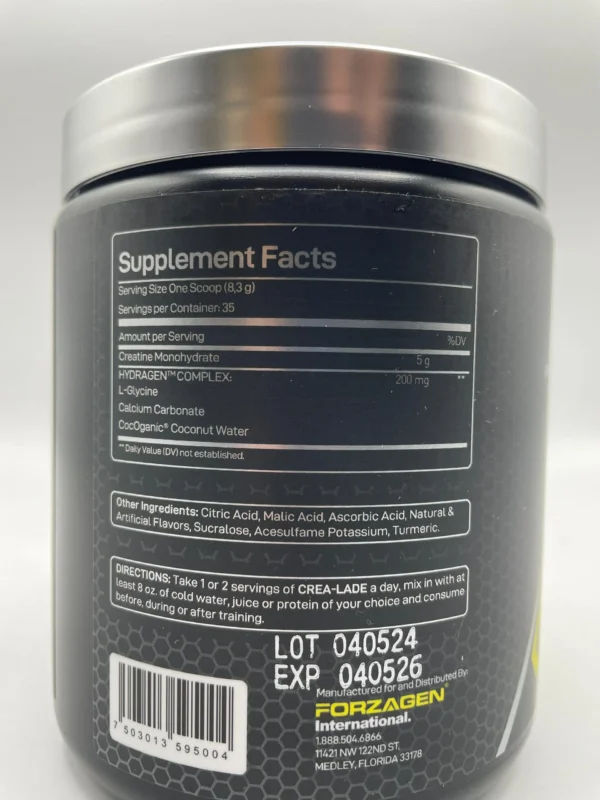 Supplement Facts
Serving Size One Scoop (8,3 g)
Servings per Container: 35
Amount per Serving %DV
Creatine Monohydrate 5 g
HYDRAGEN™ COMPLEX: 200 mg **
L-Glycine
Calcium Carbonate
CocOganic® Coconut Water
** Daily Value (DV) not established.
Other Ingredients: Citric Acid, Malic Acid, Ascorbic Acid, Natural &
Artificial Flavors, Sucralose, Acesulfame Potassium, Turmeric.
DIRECTIONS: Take 1 or 2 servings of CREA-LADE a day, mix in with at
least 8 oz. of cold water, juice or protein of your choice and consume
before, during or after training.
LOT 040524
EXP 040526
Manufactured for and Distributed By:
FORZAGEN
International.
1.888.504.6866
11421 NW 122ND ST,
MEDLEY, FLORIDA 33178
7 503013 595004